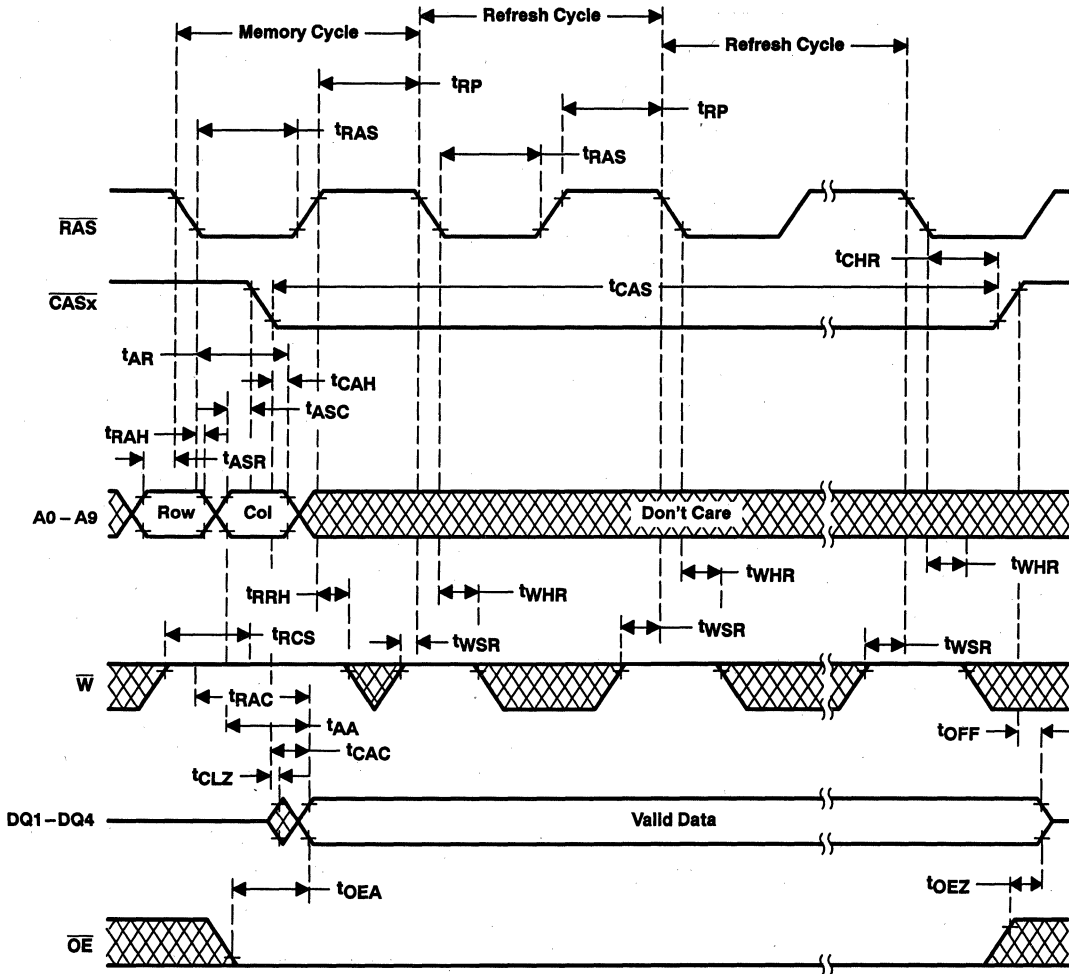 Refresh Cycle
Memory Cycle
Refresh Cycle
tRP
tRP
tRAS
tRAS
RAS
tCHR
CASx
tCAS
tAR
tCAH
tASC
tRAH
tASR
A0 – A9
Row
Col
Don't Care
tWHR
tWHR
tRRH
tWHR
tRCS
tWSR
tWSR
tWSR
W
tRAC
tAA
tOFF
tCAC
tCLZ
DQ1–DQ4
Valid Data
tOEA
tOEZ
OE